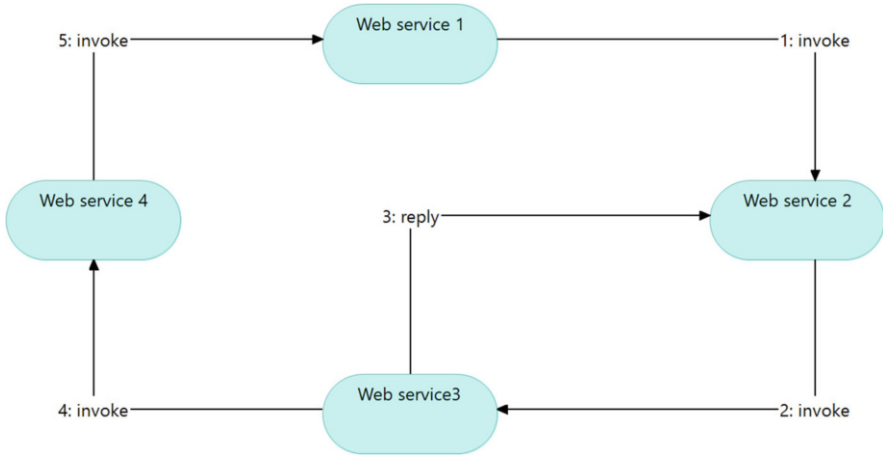 Web service 1
5: invoke
1: invoke
Web service 4
Web service 2
3: reply
Web service3
4: invoke
2: invoke